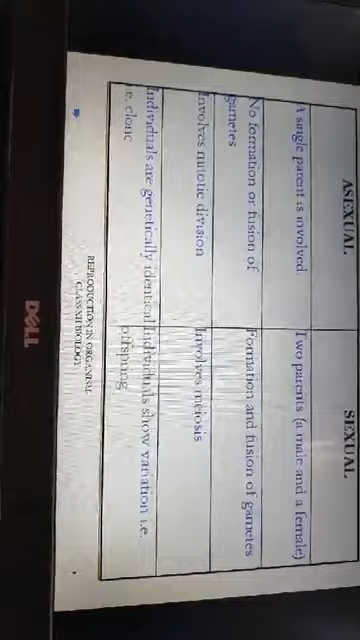 ASEXUAL
SEXUAL
A single parent is involved.
Two parents (a male and a female)
No formation or fusion of
gametes
Formation and fusion of gametes
Involves mitotic division
Involves meiosis
Individuals are genetically identical
i.e. clone
Individuals show variation i.e.
offspring
REPRODUCTION IN ORGANISM-
CLASS XII BIOLOGY
DELL